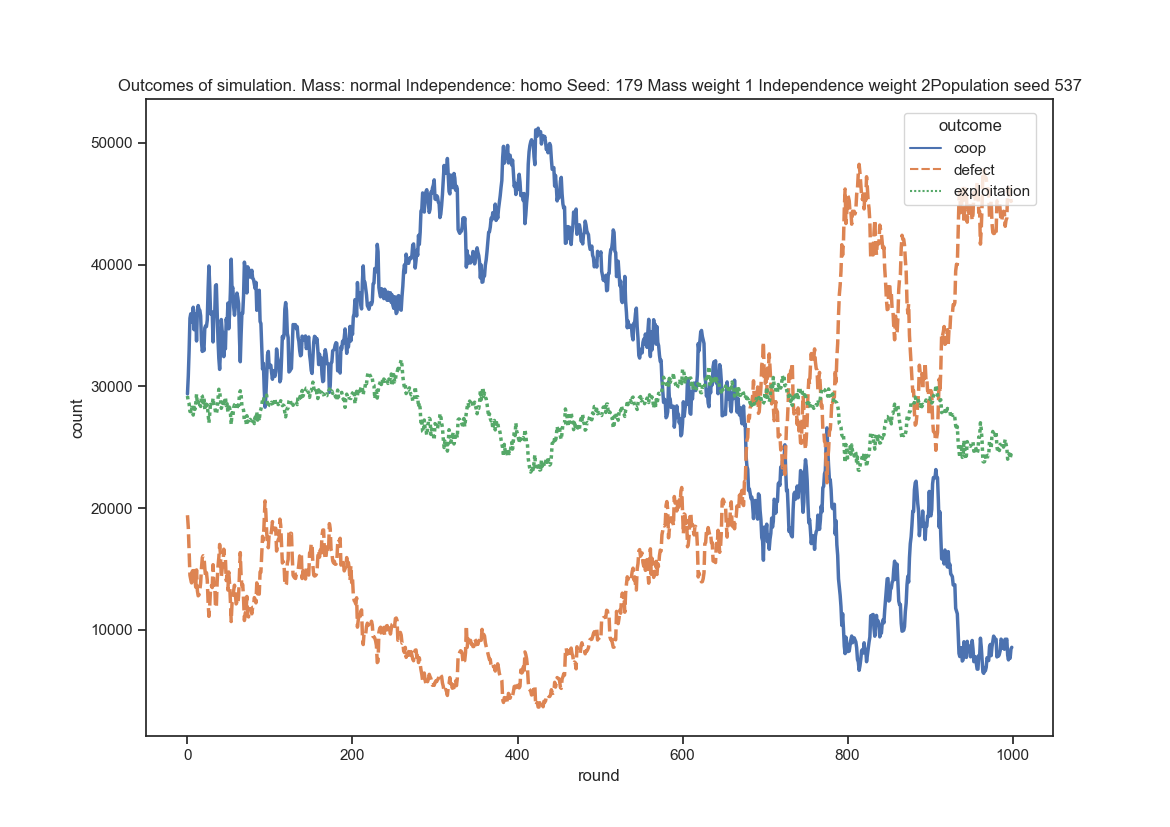 Outcomes of simulation. Mass: normal Independence: homo Seed: 179 Mass weight 1 Independence weight 2Population seed 537
outcome
coop
defect
exploitation
50000
40000
30000
20000
10000
count
0
200
400
600
800
1000
round